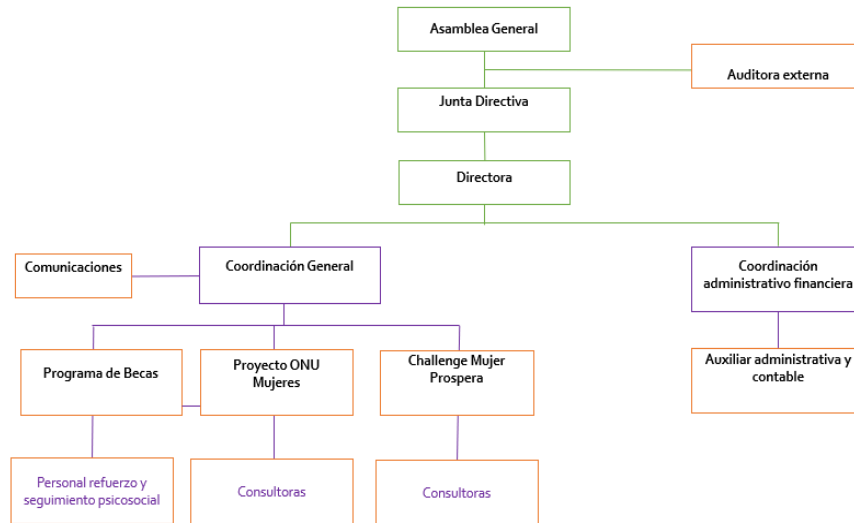 Asamblea General
Auditora externa
Junta Directiva
Directora
Comunicaciones
Coordinación General
Coordinación
administrativo financiera
Programa de Becas
Proyecto ONU
Mujeres
Challenge Mujer
Prospera
Auxiliar administrativa y
contable
Personal refuerzo y
seguimiento psicosocial
Consultoras
Consultoras